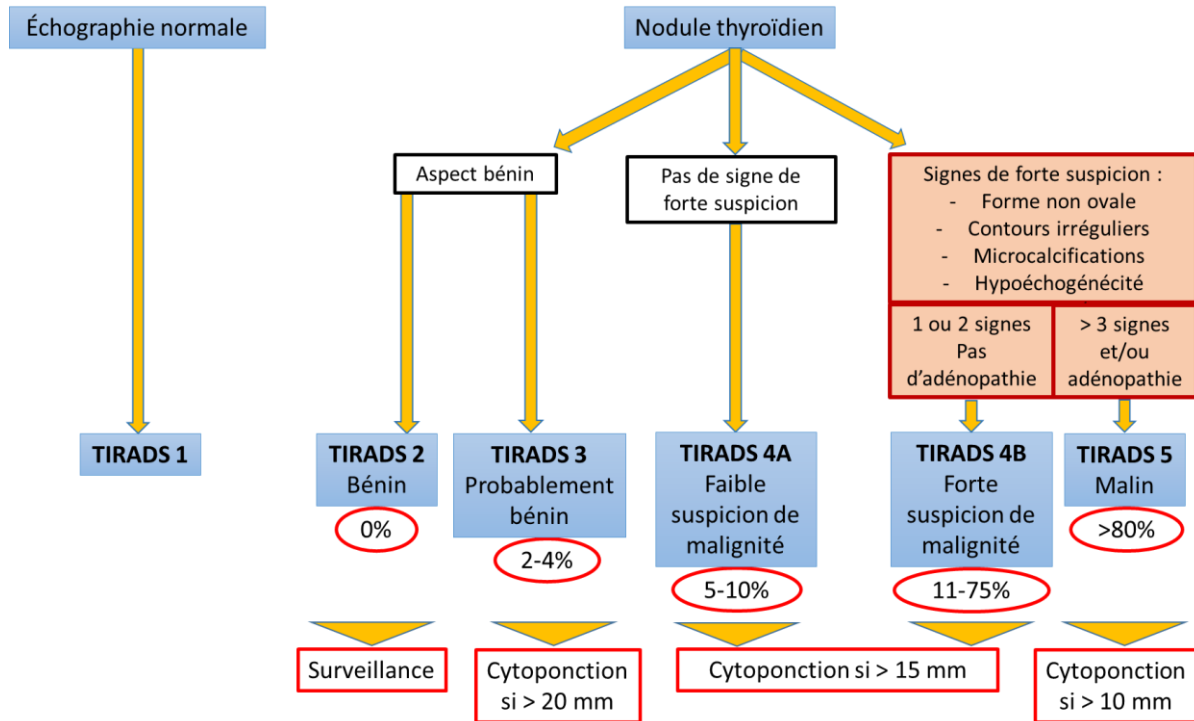 Échographie normale
Nodule thyroïdien
Aspect bénin
Pas de signe de
forte suspicion
Signes de forte suspicion :
- Forme non ovale
- Contours irréguliers
- Microcalcifications
- Hypoéchogénécité
1 ou 2 signes
Pas
d'adénopathie
> 3 signes
et/ou
adénopathie
TIRADS 1
TIRADS 2
Bénin
0%
TIRADS 3
Probablement
bénin
2-4%
TIRADS 4A
Faible
suspicion de
malignité
5-10%
TIRADS 4B
Forte
suspicion de
malignité
11-75%
TIRADS 5
Malin
>80%
Surveillance
Cytoponction
si > 20 mm
Cytoponction si > 15 mm
Cytoponction
si > 10 mm